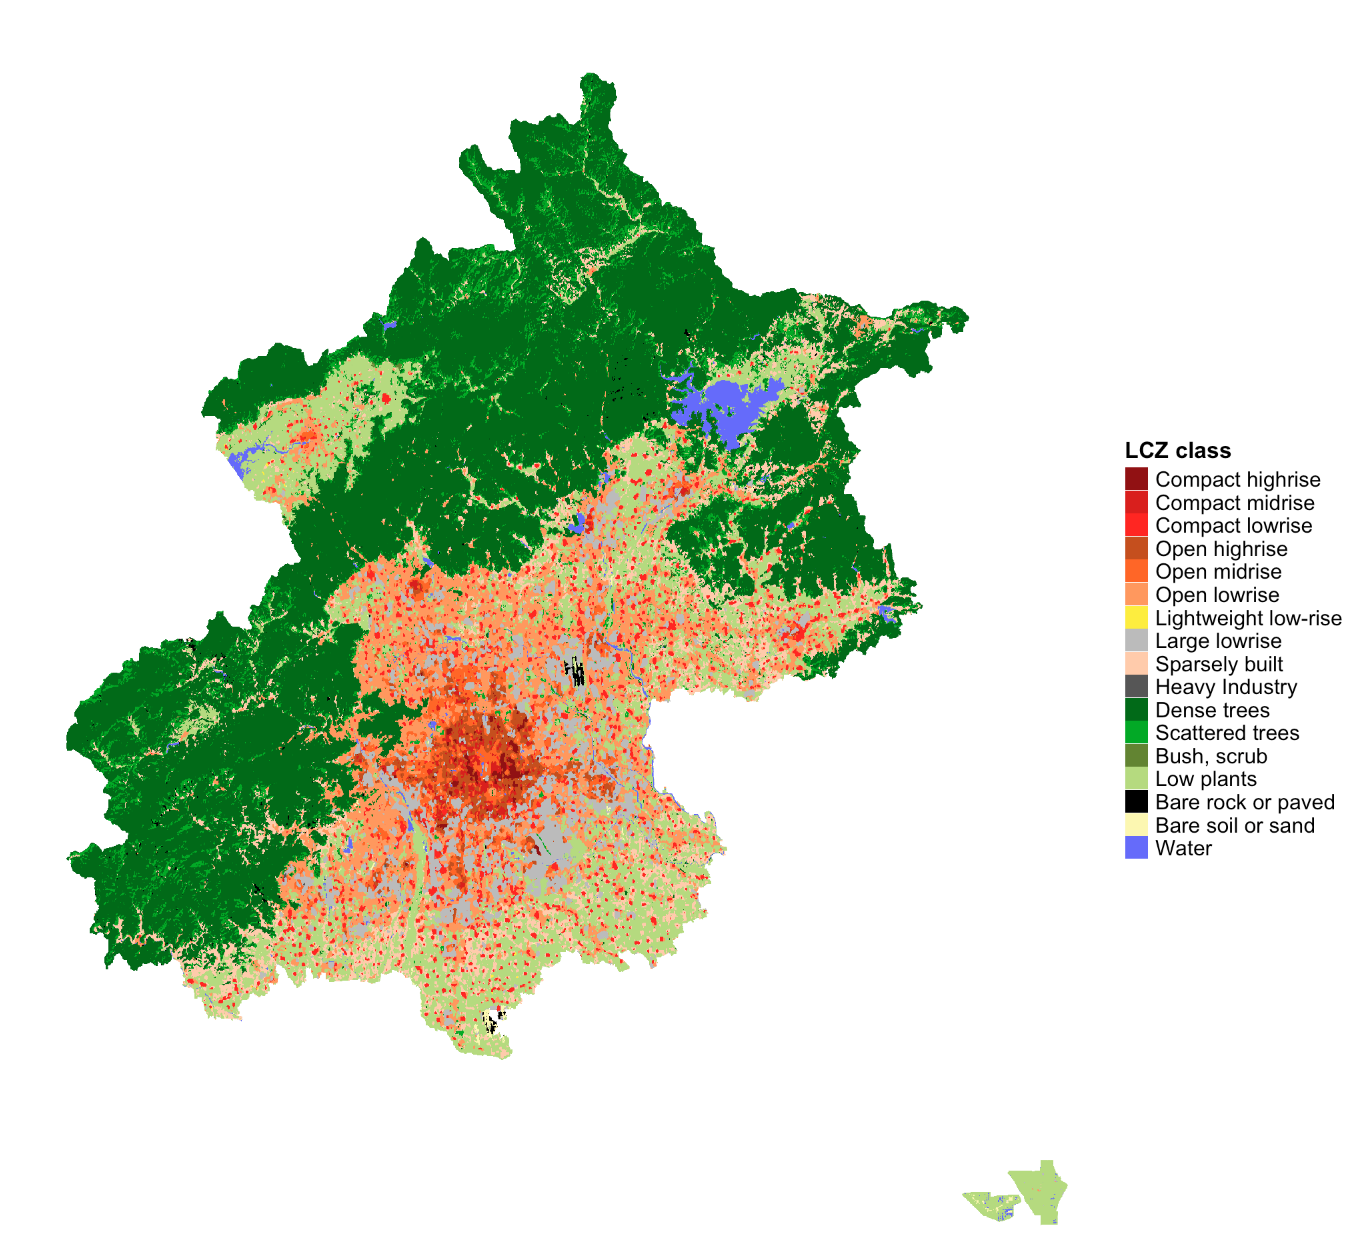 LCZ class
Compact highrise
Compact midrise
Compact lowrise
Open highrise
Open midrise
Open lowrise
Lightweight low-rise
Large lowrise
Sparsely built
Heavy Industry
Dense trees
Scattered trees
Bush, scrub
Low plants
Bare rock or paved
Bare soil or sand
Water